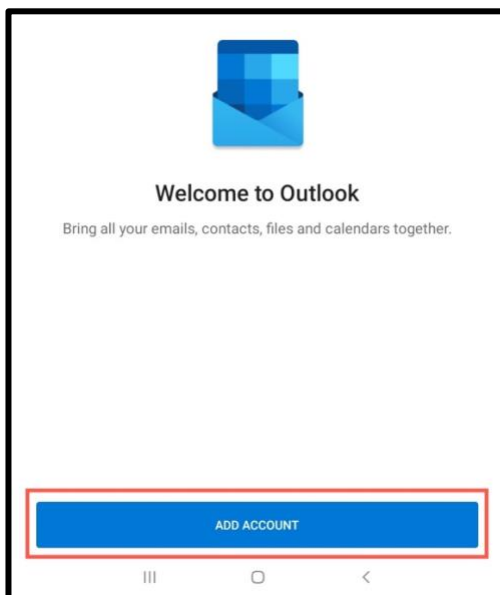 Welcome to Outlook
Bring all your emails, contacts, files and calendars together.
ADD ACCOUNT